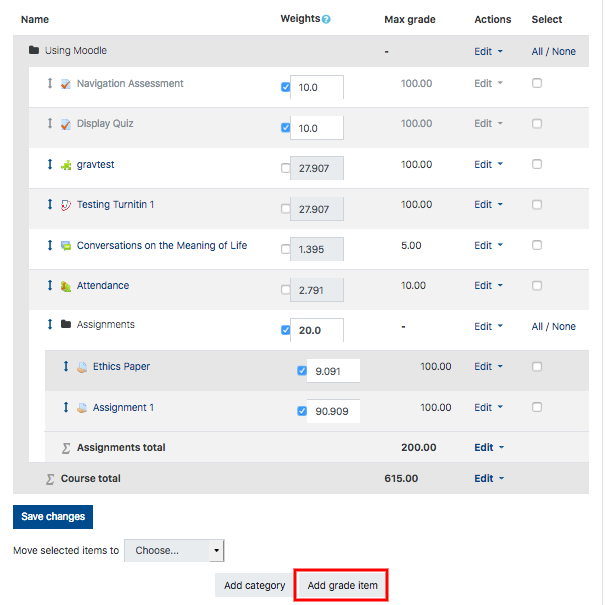 Name Weights Max grade Actions Select
Using Moodle - Edit All / None
Navigation Assessment 10.0 100.00 Edit
Display Quiz 10.0 100.00 Edit
gravtest 27.907 100.00 Edit
Testing Turnitin 1 27.907 100.00 Edit
Conversations on the Meaning of Life 1.395 5.00 Edit
Attendance 2.791 10.00 Edit
Assignments 20.0 - Edit All / None
Ethics Paper 9.091 100.00 Edit
Assignment 1 90.909 100.00 Edit
Σ Assignments total 200.00 Edit
Σ Course total 615.00 Edit
Save changes
Move selected items to Choose...
Add category Add grade item